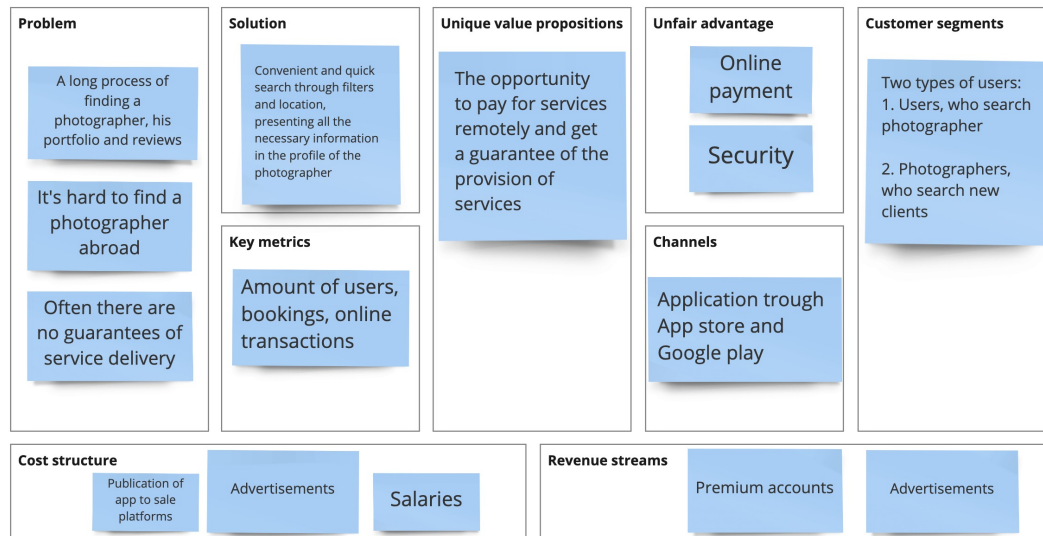 Problem
A long process of
finding a
photographer, his
portfolio and reviews
It's hard to find a
photographer
abroad
Often there are
no guarantees of
service delivery
Solution
Convenient and quick
search through filters
and location,
presenting all the
necessary information
in the profile of the
photographer
Key metrics
Amount of users,
bookings, online
transactions
Unique value propositions
The opportunity
to pay for services
remotely and get
a guarantee of the
provision of
services
Unfair advantage
Online
payment
Security
Channels
Application trough
App store and
Google play
Customer segments
Two types of users:
1. Users, who search
photographer
2. Photographers,
who search new
clients
Cost structure
Publication of
app to sale
platforms
Advertisements
Salaries
Revenue streams
Premium accounts
Advertisements